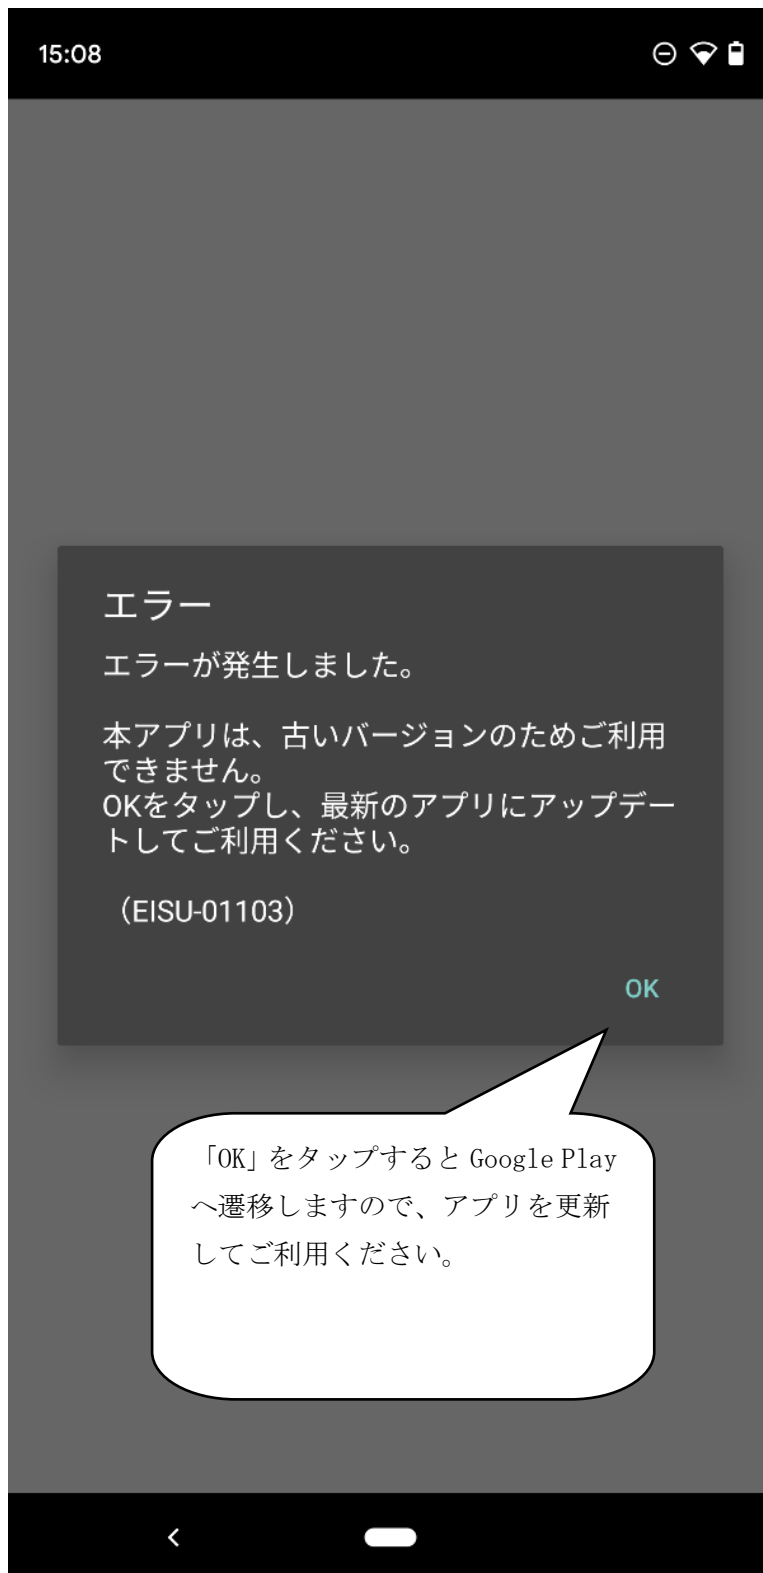 15:08
エラー
エラーが発生しました。
本アプリは、古いバージョンのためご利用
できません。
OKをタップし、最新のアプリにアップデー
トしてご利用ください。
（EISU-01103）
OK
「OK」をタップすると Google Play
へ遷移しますので、アプリを更新
してご利用ください。